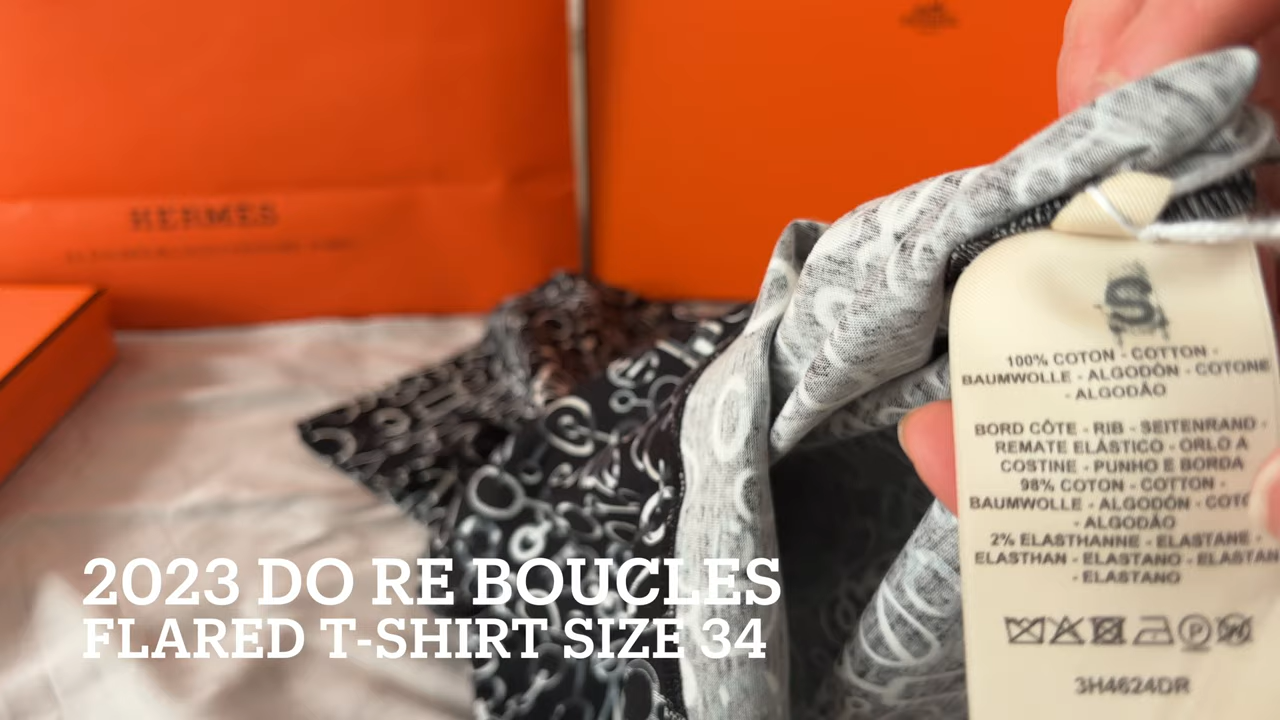 HERMES
2023 DO RE BOUCLES
FLARED T-SHIRT SIZE 34
S
100% COTON - COTTON -
BAUMWOLLE - ALGODÓN - COTONE
- ALGODÃO
BORD CÔTE - RIB - SEITENRAND -
REMATE ELÁSTICO - ORLO A
COSTINE - PUNHO E BORDA
98% COTON - COTTON -
BAUMWOLLE - ALGODÓN - COTO
- ALGODÃO
2% ELASTHANNE - ELASTANE -
ELASTHAN - ELASTANO - ELASTAN
- ELASTANO
3H4624DR